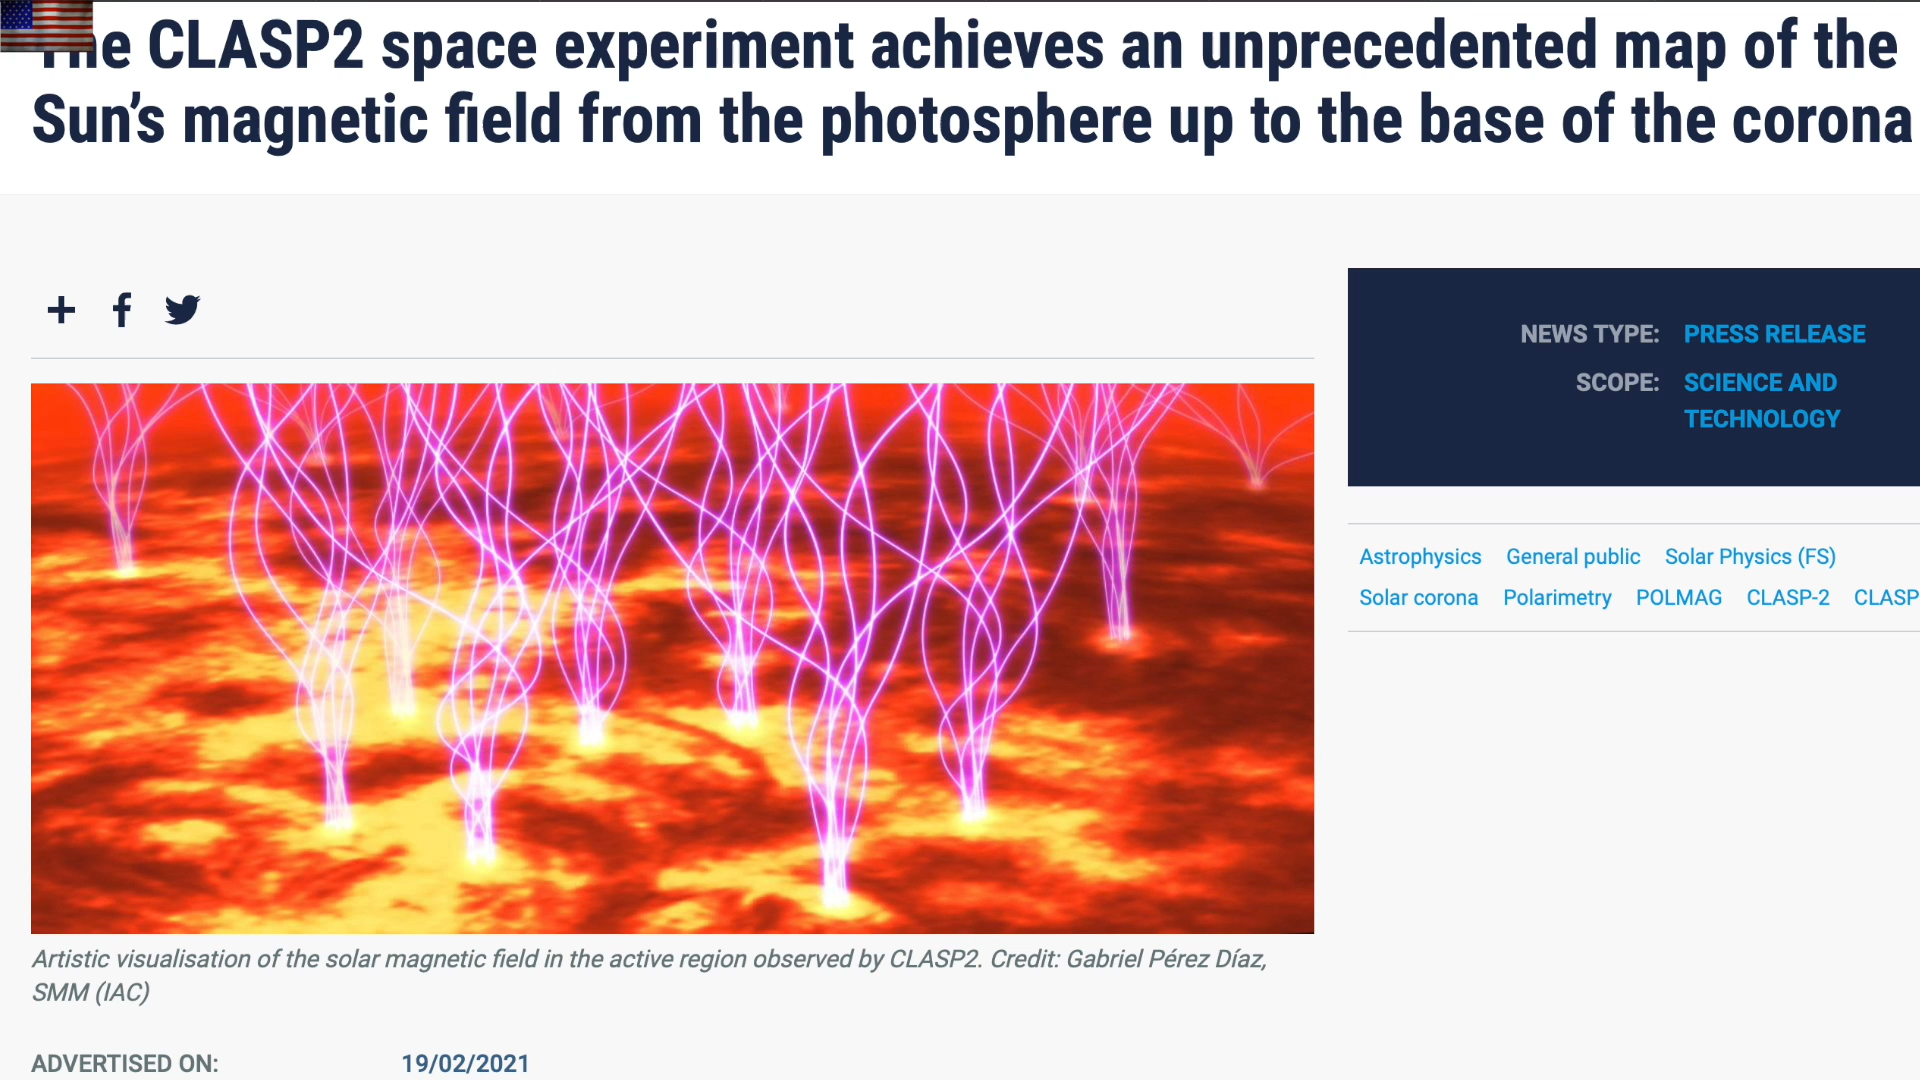 The CLASP2 space experiment achieves an unprecedented map of the
Sun’s magnetic field from the photosphere up to the base of the corona
NEWS TYPE: PRESS RELEASE
SCOPE: SCIENCE AND
TECHNOLOGY
Astrophysics General public Solar Physics (FS)
Solar corona Polarimetry POLMAG CLASP-2 CLASP
Artistic visualisation of the solar magnetic field in the active region observed by CLASP2. Credit: Gabriel Pérez Díaz,
SMM (IAC)
ADVERTISED ON: 19/02/2021